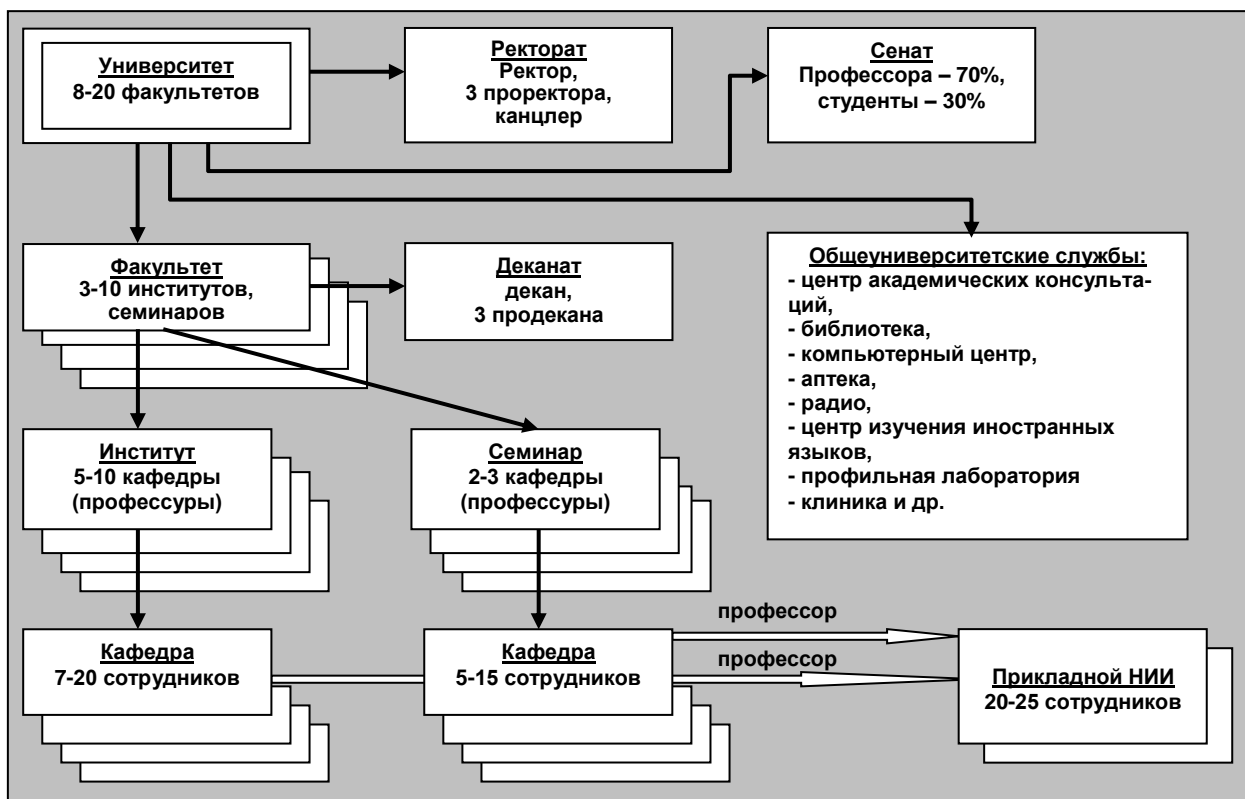 Университет
8-20 факультетов
Ректорат
Ректор,
3 проректора,
канцлер
Сенат
Профессора – 70%,
студенты – 30%
Факультет
3-10 институтов,
семинаров
Деканат
декан,
3 продекана
Общеуниверситетские службы:
- центр академических консульта-
ций,
- библиотека,
- компьютерный центр,
- аптека,
- радио,
- центр изучения иностранных
языков,
- профильная лаборатория
- клиника и др.
Институт
5-10 кафедры
(профессуры)
Семинар
2-3 кафедры
(профессуры)
Кафедра
7-20 сотрудников
Кафедра
5-15 сотрудников
профессор
профессор
Прикладной НИИ
20-25 сотрудников